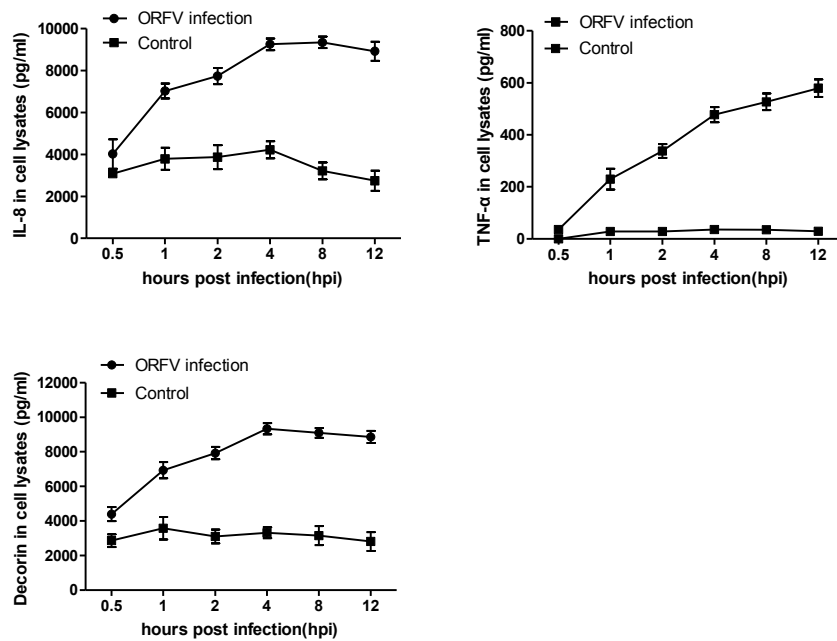 ORFV infection
Control
IL-8 in cell lysates (pg/ml)
10000
8000
6000
4000
2000
0
0.5 1 2 4 8 12
hours post infection(hpi)
ORFV infection
Control
TNF-α in cell lysates (pg/ml)
800
600
400
200
0
0.5 1 2 4 8 12
hours post infection(hpi)
ORFV infection
Control
Decorin in cell lysates (pg/ml)
12000
10000
8000
6000
4000
2000
0
0.5 1 2 4 8 12
hours post infection(hpi)